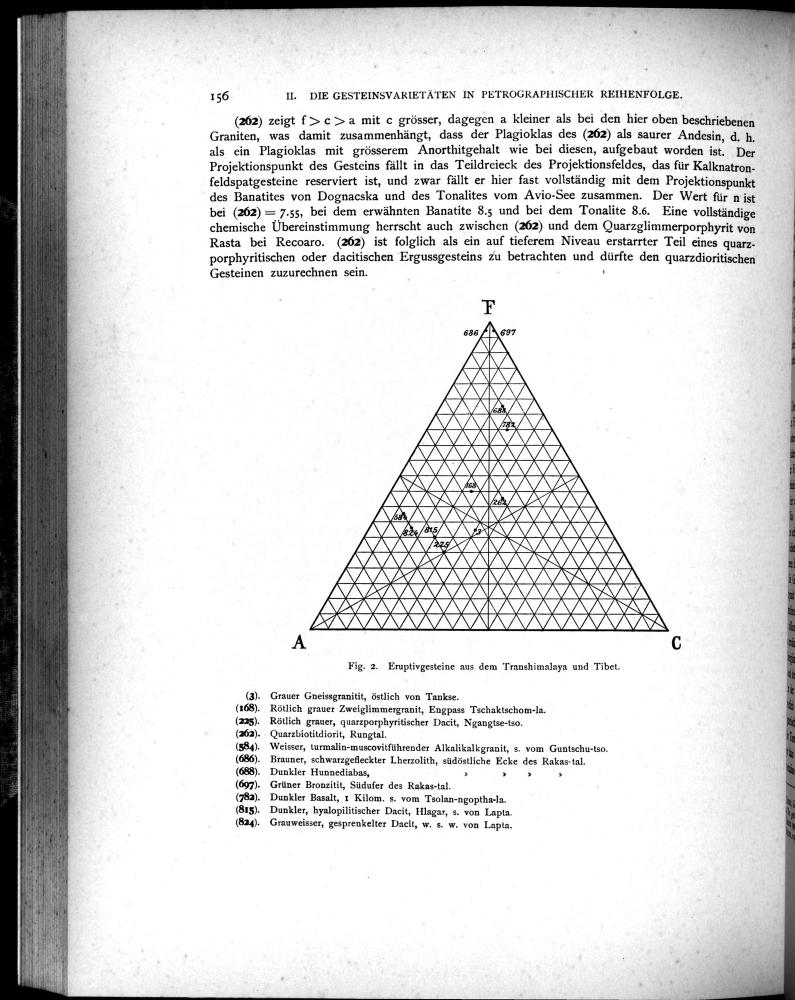 156 II. DIE GESTEINSVARIETÄTEN IN PETROGRAPHISCHER REIHENFOLGE.
(262) zeigt f > c > a mit c grösser, dagegen a kleiner als bei den hier oben beschriebenen
Graniten, was damit zusammenhängt, dass der Plagioklas des (262) als saurer Andesin, d. h.
als ein Plagioklas mit grösserem Anorthitgehalt wie bei diesen, aufgebaut worden ist. Der
Projektionspunkt des Gesteins fällt in das Teildreieck des Projektionsfeldes, das für Kalknatron-
feldspatgesteine reserviert ist, und zwar fällt er hier fast vollständig mit dem Projektionspunkt
des Banatites von Dognacska und des Tonalites vom Avio-See zusammen. Der Wert für n ist
bei (262) = 7.55, bei dem erwähnten Banatite 8.5 und bei dem Tonalite 8.6. Eine vollständige
chemische Übereinstimmung herrscht auch zwischen (262) und dem Quarzglimmerporphyrit von
Rasta bei Recoaro. (262) ist folglich als ein auf tieferem Niveau erstarrter Teil eines quarz-
porphyritischen oder dacitischen Ergussgesteins zu betrachten und dürfte den quarzdioritischen
Gesteinen zuzurechnen sein.
F
686 697
688
782
168
262
584
824 815
3
225
A C
Fig. 2. Eruptivgesteine aus dem Transhimalaya und Tibet.
(3). Grauer Gneissgranitit, östlich von Tankse.
(168). Rötlich grauer Zweiglimmergranit, Engpass Tschaktschom-la.
(225). Rötlich grauer, quarzporphyritischer Dacit, Ngangtse-tso.
(262). Quarzbiotitdiorit, Rungtal.
(584). Weisser, turmalin-muscovitführender Alkalikalkgranit, s. vom Guntschu-tso.
(686). Brauner, schwarzgefleckter Lherzolith, südöstliche Ecke des Rakas-tal.
(688). Dunkler Hunnediabas, » » » »
(697). Grüner Bronzitit, Südufer des Rakas-tal.
(782). Dunkler Basalt, 1 Kilom. s. vom Tsolan-ngoptha-la.
(815). Dunkler, hyalopilitischer Dacit, Hlagar, s. von Lapta.
(824). Grauweisser, gesprenkelter Dacit, w. s. w. von Lapta.